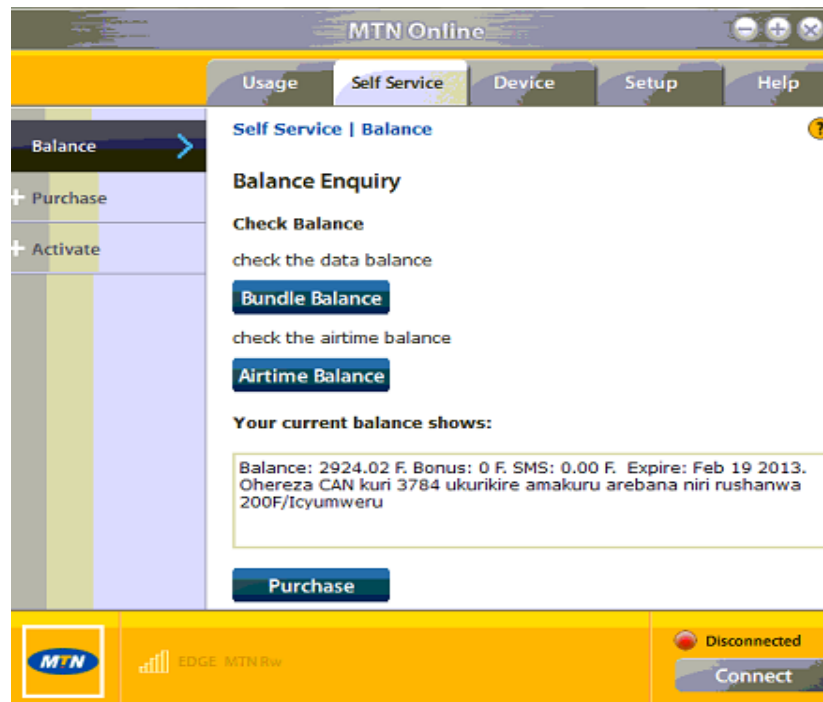 MTN Online
Usage Self Service Device Setup Help
Self Service | Balance ?
Balance
Purchase
Activate
Balance Enquiry
Check Balance
check the data balance
Bundle Balance
check the airtime balance
Airtime Balance
Your current balance shows:
Balance: 2924.02 F. Bonus: 0 F. SMS: 0.00 F. Expire: Feb 19 2013.
Ohereza CAN kuri 3784 ukurikire amakuru arebana niri rushanwa
200F/Icyumweru
Purchase
MTN
EDGE MTN Rw
Disconnected
Connect